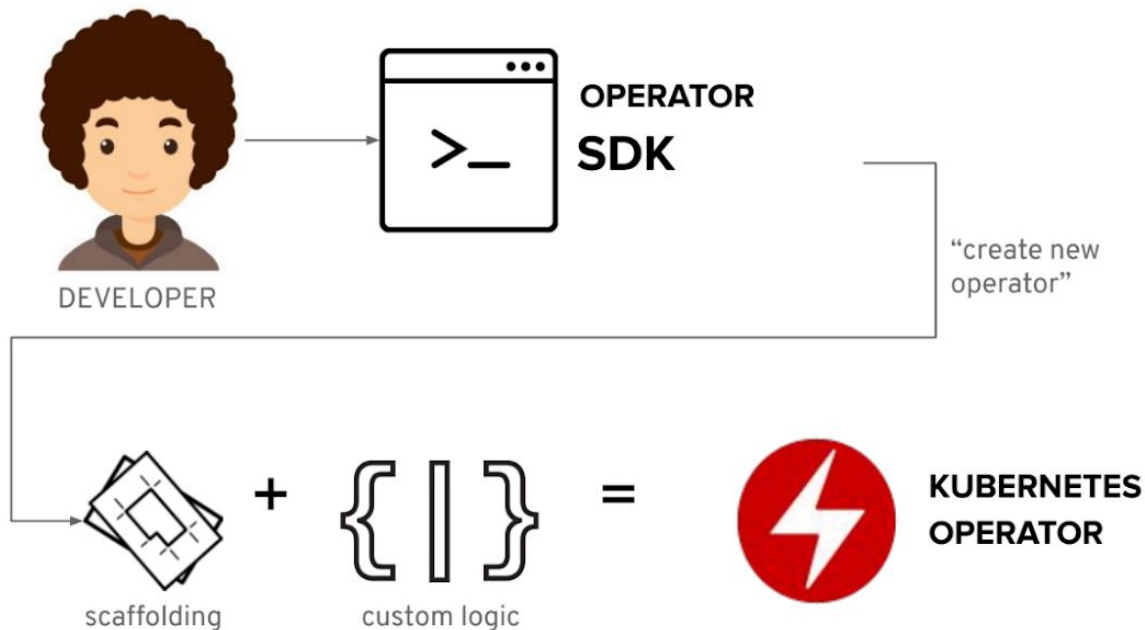 OPERATOR
SDK
DEVELOPER
“create new
operator”
scaffolding
+
custom logic
=
KUBERNETES
OPERATOR